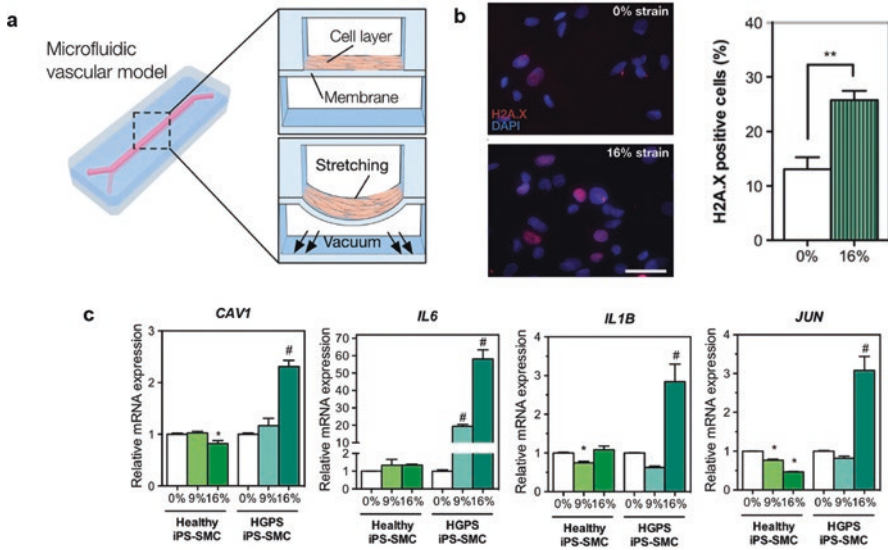 a
Microfluidic
vascular model
Cell layer
Membrane
Stretching
Vacuum
b
0% strain
H2A.X
DAPI
16% strain
H2A.X positive cells (%)
40
30
20
10
0
**
0% 16%
c
CAV1
Relative mRNA expression
3
2
1
0
*
#
0% 9% 16% 0% 9% 16%
Healthy HGPS
iPS-SMC iPS-SMC
IL6
Relative mRNA expression
70
60
50
40
30
20
10
2
1
0
#
#
0% 9% 16% 0% 9% 16%
Healthy HGPS
iPS-SMC iPS-SMC
IL1B
Relative mRNA expression
4
3
2
1
0
*
#
0% 9% 16% 0% 9% 16%
Healthy HGPS
iPS-SMC iPS-SMC
JUN
Relative mRNA expression
4
3
2
1
0
*
*
#
0% 9% 16% 0% 9% 16%
Healthy HGPS
iPS-SMC iPS-SMC